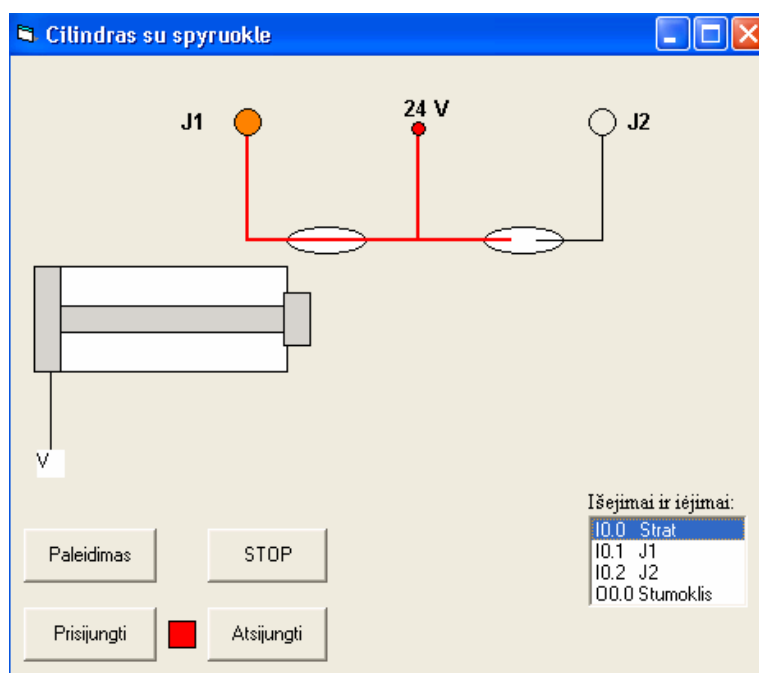 Cilindras su spyruokle
J1
24 V
J2
V
Išejimai ir iėjimai:
I0.0 Strat
I0.1 J1
I0.2 J2
O0.0 Stumoklis
Paleidimas
STOP
Prisijungti
Atsijungti